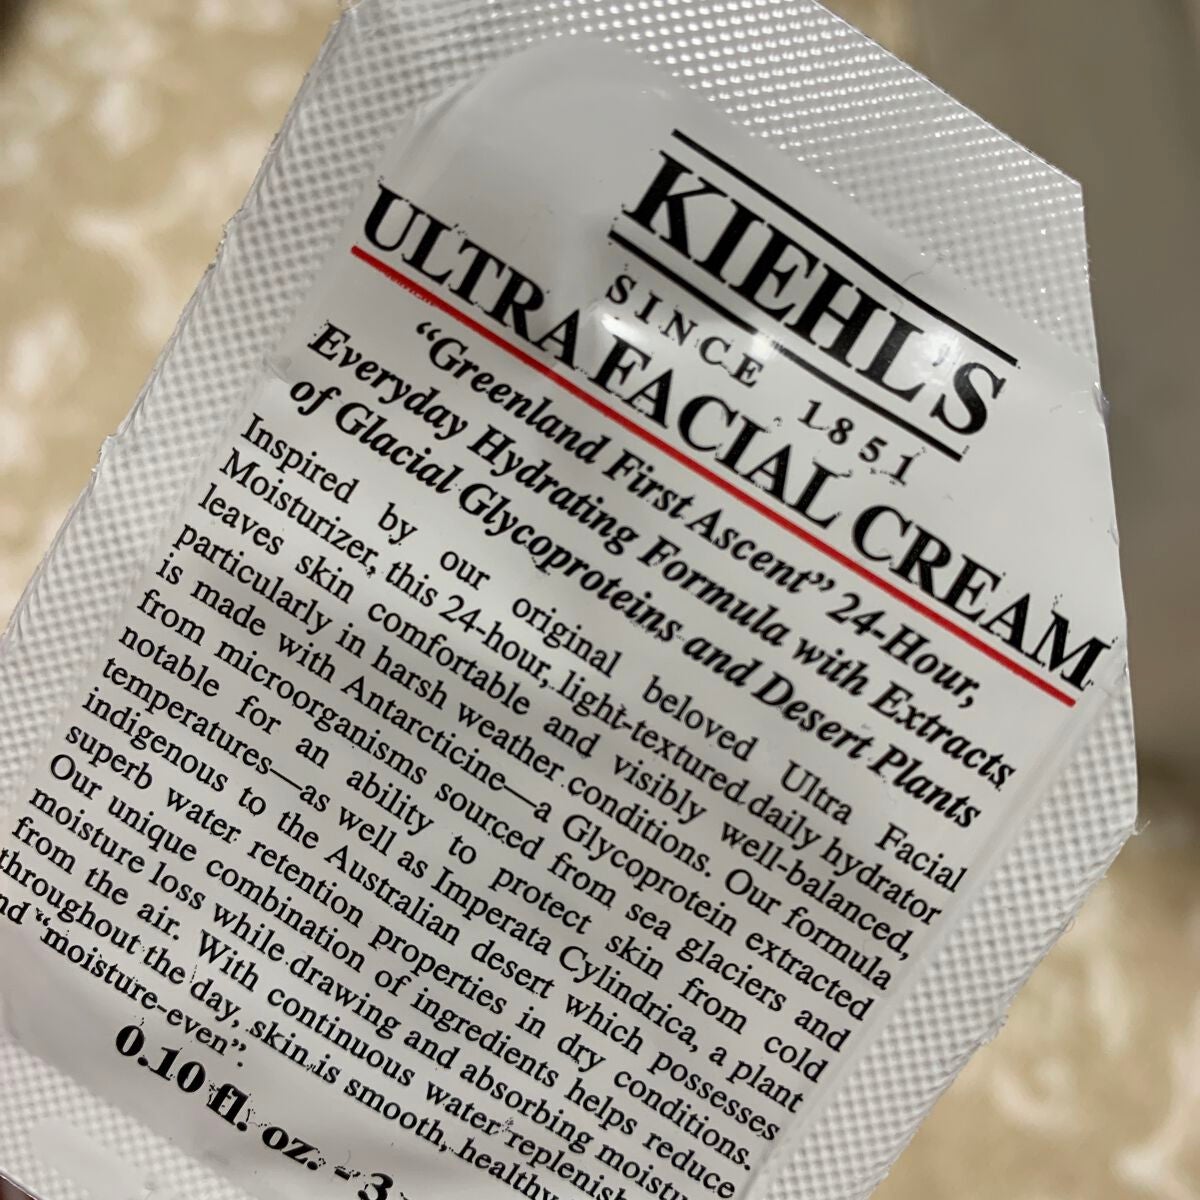 KIEHL'S
SINCE 1851
ULTRA FACIAL CREAM
“Greenland First Ascent” 24-Hour,
Everyday Hydrating Formula with Extracts
of Glacial Glycoproteins and Desert Plants
Inspired by our original beloved Ultra Facial
Moisturizer, this 24-hour, light-textured daily hydrator
leaves skin comfortable and visibly well-balanced,
particularly in harsh weather conditions. Our formula
is made with Antarcticine—a Glycoprotein extracted
from microorganisms sourced from sea glaciers and
notable for an ability to protect skin from cold
temperatures—as well as Imperata Cylindrica, a plant
indigenous to the Australian desert which possesses
superb water retention properties in dry conditions.
Our unique combination of ingredients helps reduce
moisture loss while drawing and absorbing
from the air. With continuous water
throughout the day, skin is smooth,
“moisture-even”.
0.10 fl. oz. - 3